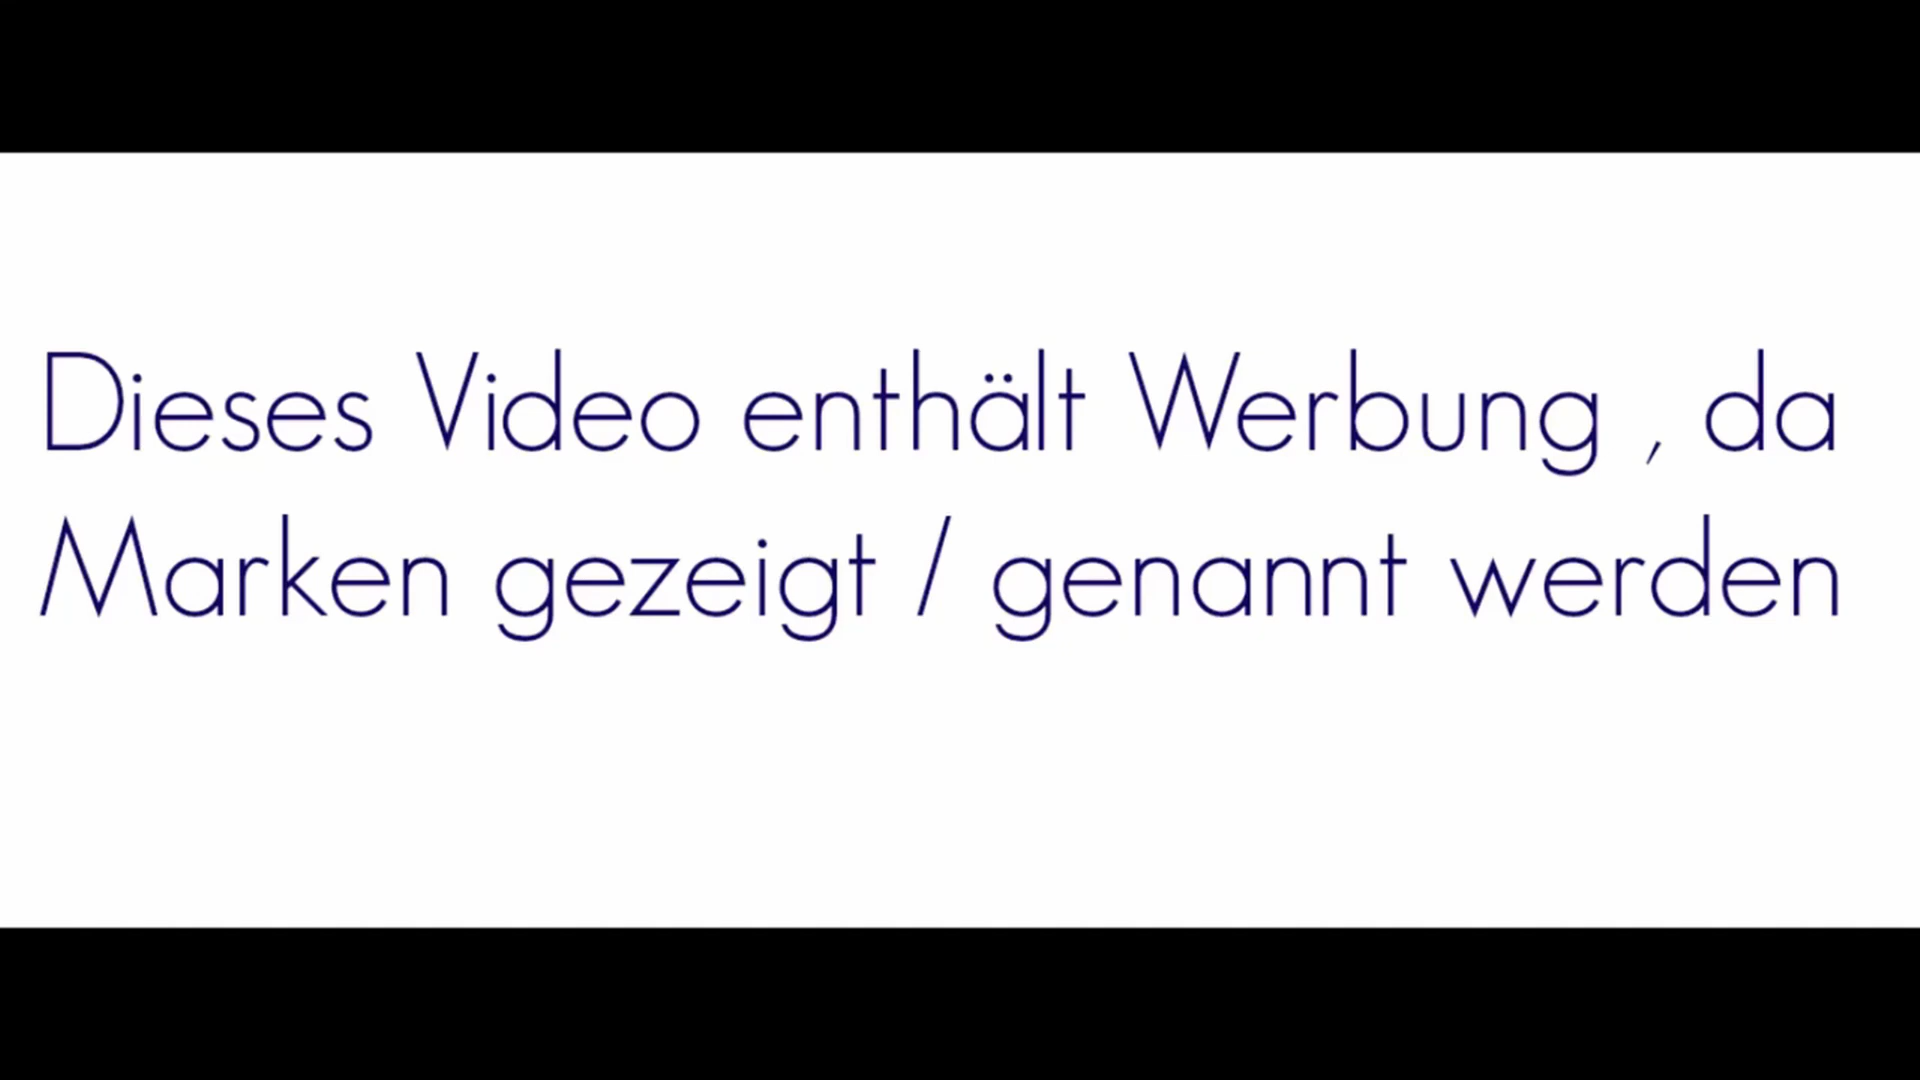 Dieses Video enthält Werbung , da
Marken gezeigt / genannt werden